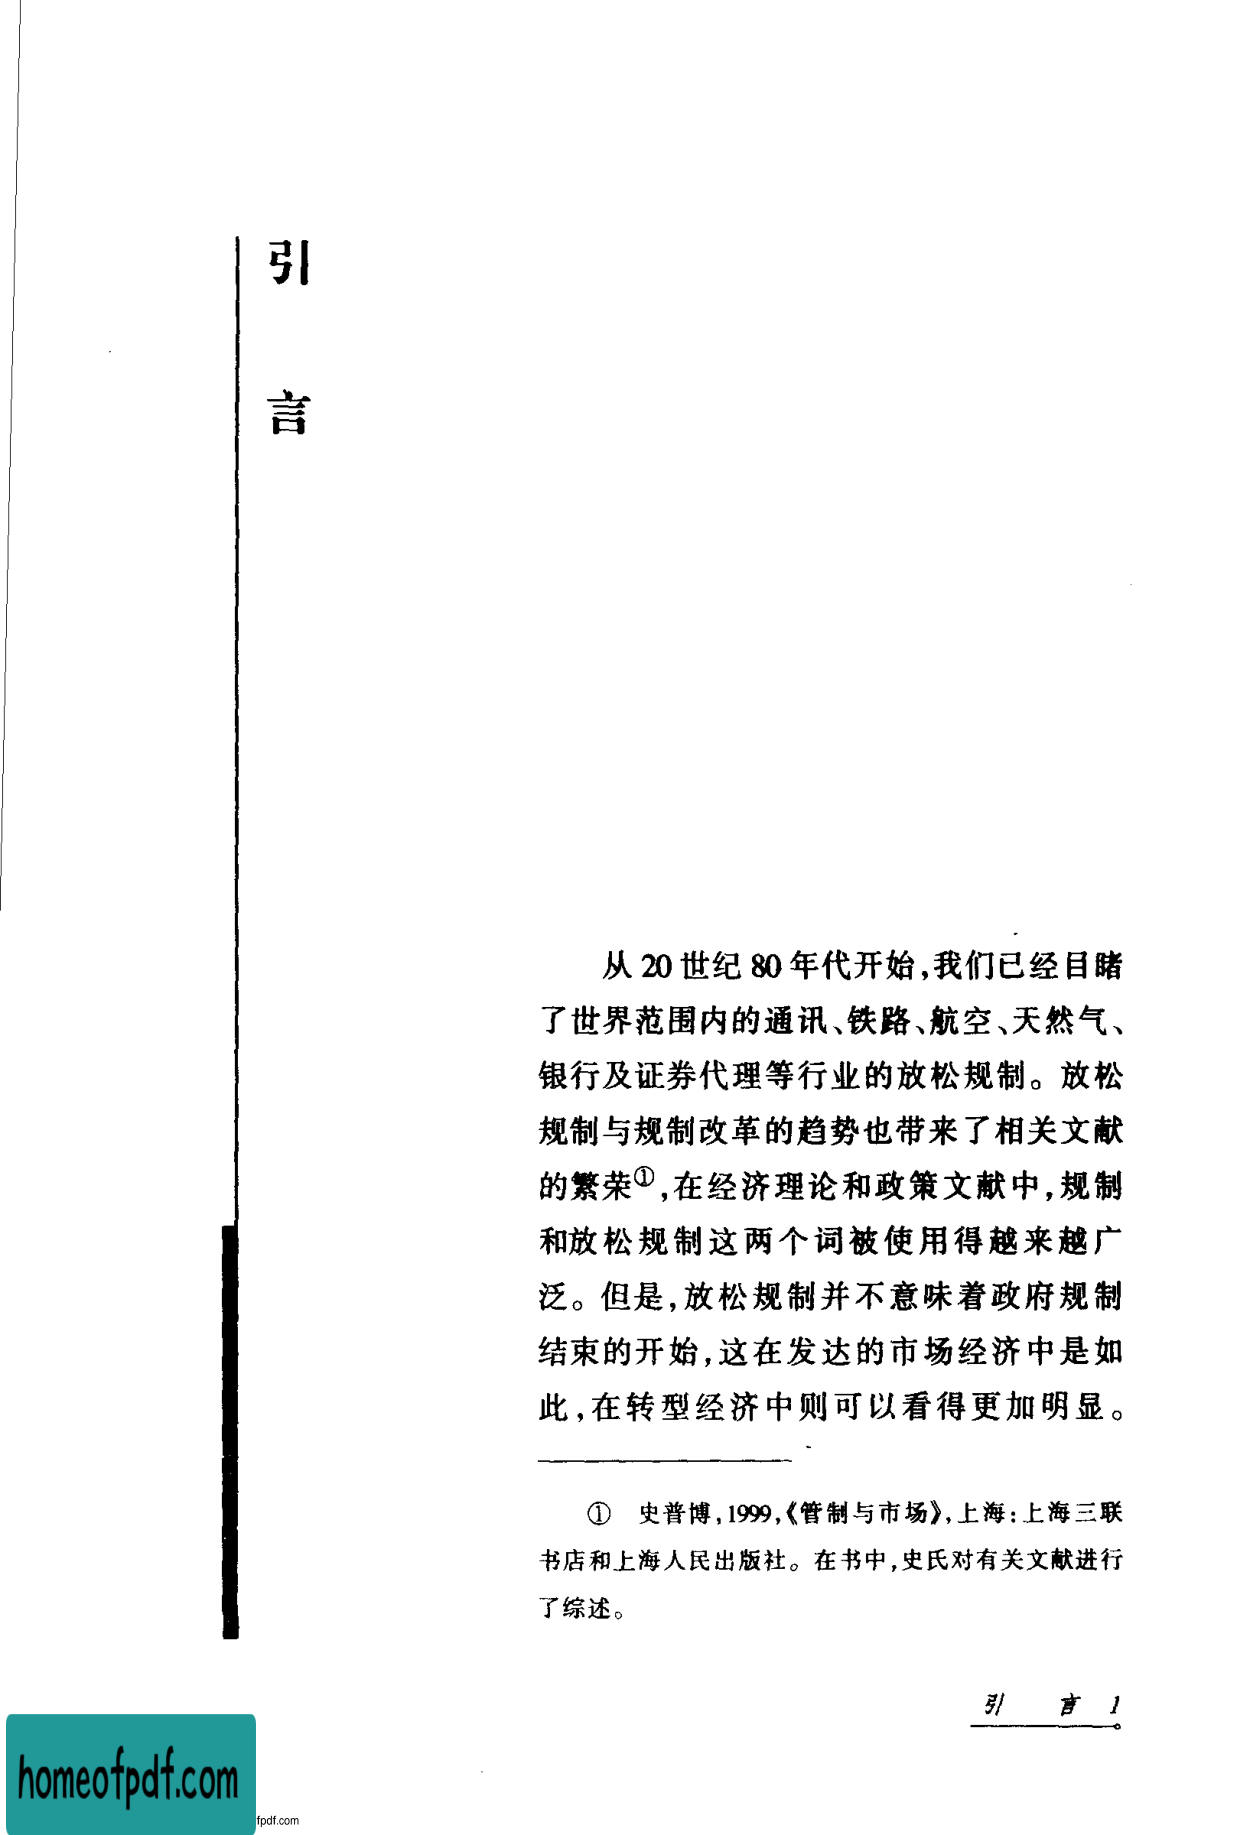 引
言
从20世纪80年代开始,我们已经目睹
了世界范围内的通讯、铁路、航空、天然气、
银行及证券代理等行业的放松规制。放松
规制与规制改革的趋势也带来了相关文献
的繁荣①,在经济理论和政策文献中,规制
和放松规制这两个词被使用得越来越广
泛。但是,放松规制并不意味着政府规制
结束的开始,这在发达的市场经济中是如
此,在转型经济中则可以看得更加明显。
① 史普博,1999,《管制与市场》,上海:上海三联
书店和上海人民出版社。在书中,史氏对有关文献进行
了综述。
引 言 1
homeofpdf.com
fpdf.com